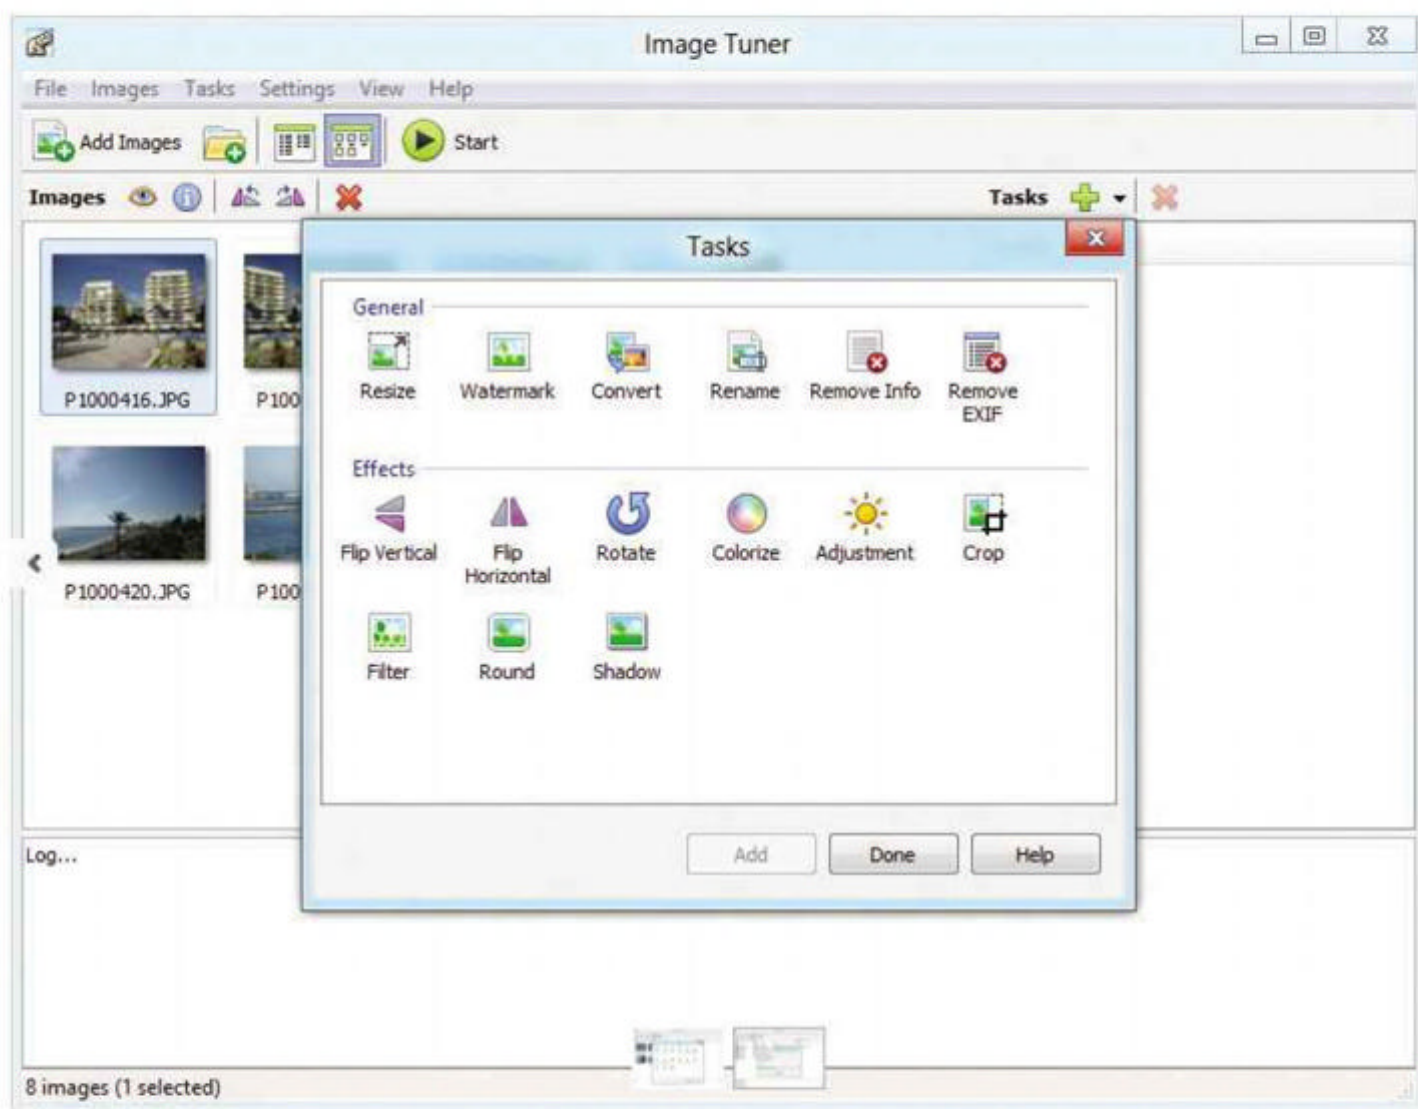 Image Tuner
File Images Tasks Settings View Help
Add Images Start
Images Tasks
Tasks
General
Resize Watermark Convert Rename Remove Info Remove
EXIF
Effects
Flip Vertical Flip Rotate Colorize Adjustment Crop
Horizontal
Filter Round Shadow
Add Done Help
P1000416.JPG P100
P1000420.JPG P100
Log...
8 images (1 selected)